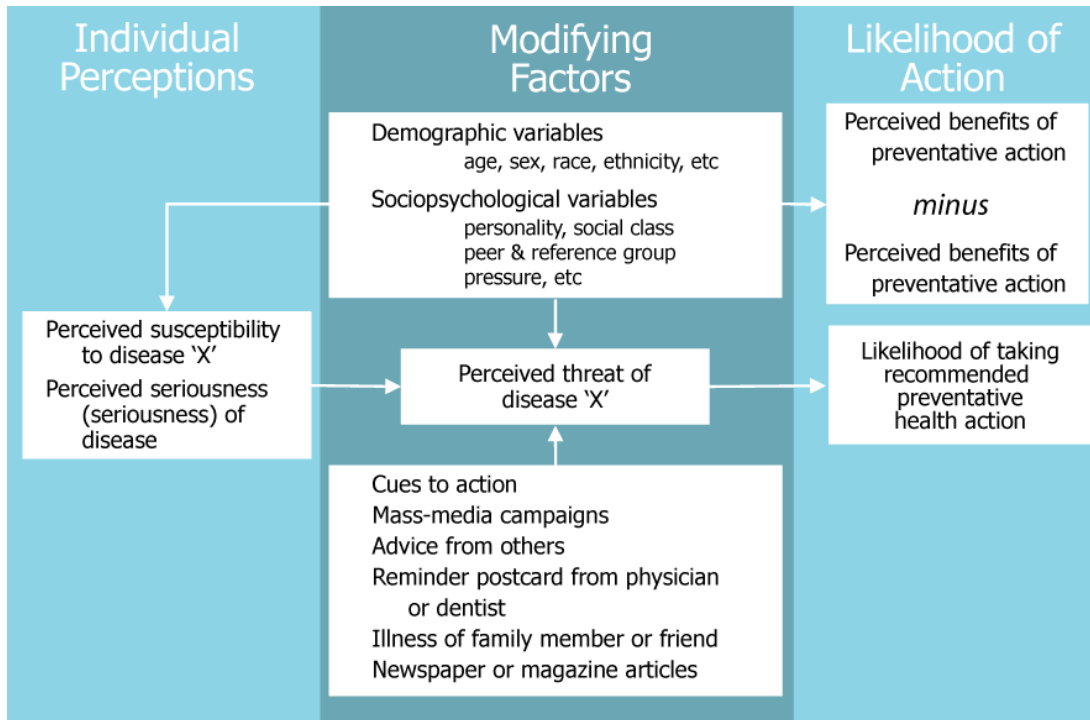 Individual
Perceptions
Modifying
Factors
Likelihood of
Action
Demographic variables
age, sex, race, ethnicity, etc
Sociopsychological variables
personality, social class
peer & reference group
pressure, etc
Perceived benefits of
preventative action
minus
Perceived benefits of
preventative action
Perceived susceptibility
to disease ‘X’
Perceived seriousness
(seriousness) of
disease
Perceived threat of
disease ‘X’
Likelihood of taking
recommended
preventative
health action
Cues to action
Mass-media campaigns
Advice from others
Reminder postcard from physician
or dentist
Illness of family member or friend
Newspaper or magazine articles